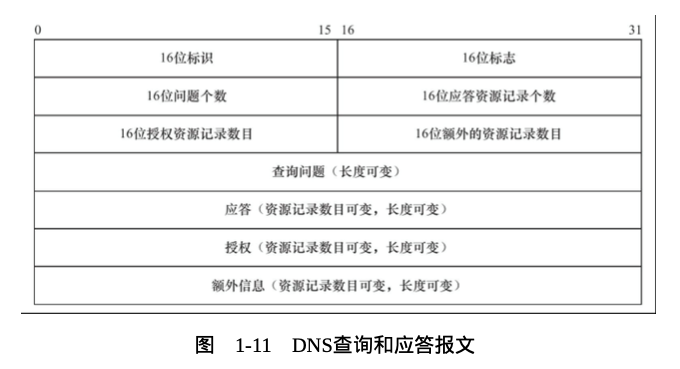 0 15 16 31
16位标识 16位标志
16位问题个数 16位应答资源记录个数
16位授权资源记录数目 16位额外的资源记录数目
查询问题（长度可变）
应答（资源记录数目可变，长度可变）
授权（资源记录数目可变，长度可变）
额外信息（资源记录数目可变，长度可变）
图 1-11 DNS查询和应答报文